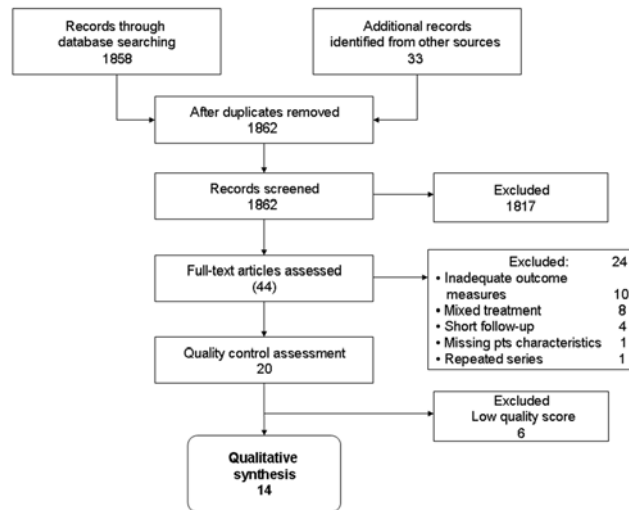 Records through
database searching
1858
Additional records
identified from other sources
33
After duplicates removed
1862
Records screened
1862
Excluded
1817
Full-text articles assessed
(44)
Excluded: 24
• Inadequate outcome
measures 10
• Mixed treatment 8
• Short follow-up 4
• Missing pts characteristics 1
• Repeated series 1
Quality control assessment
20
Excluded
Low quality score
6
Qualitative
synthesis
14